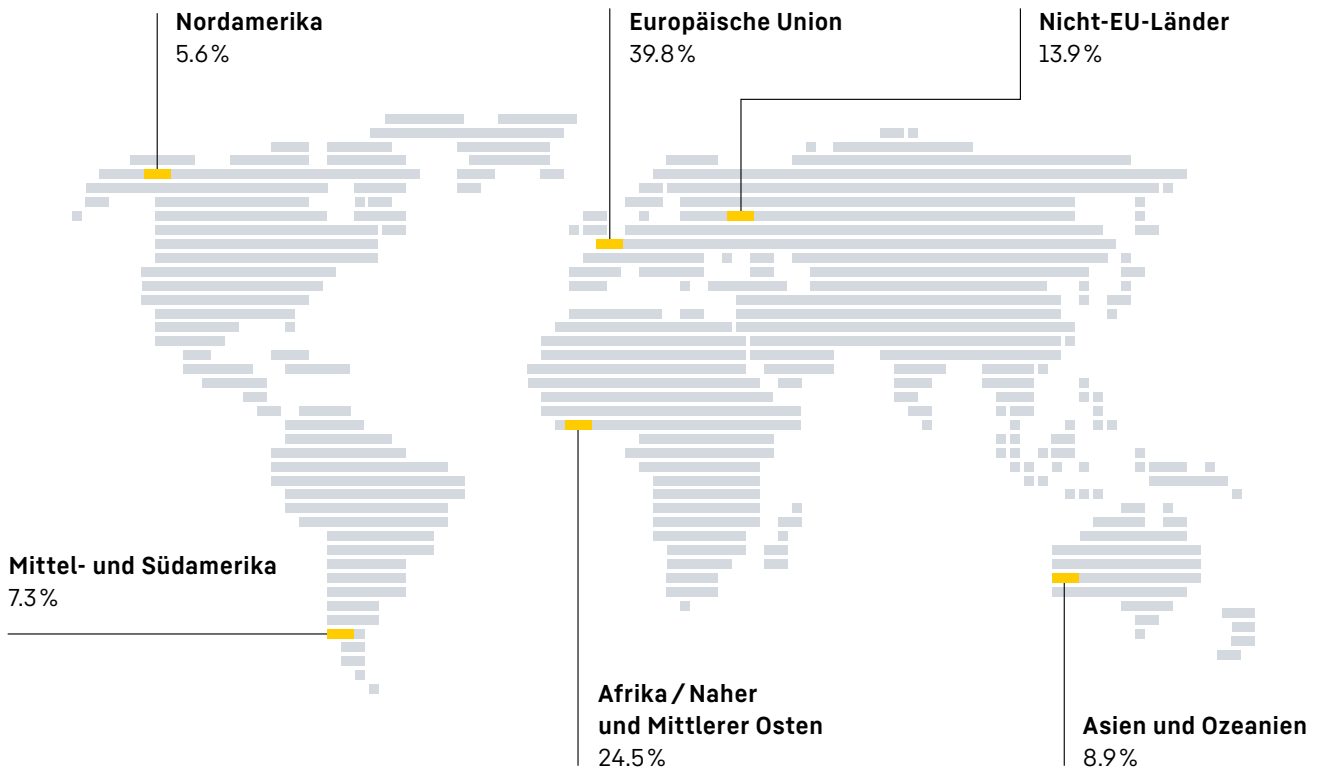 Nordamerika
5.6 %
Europäische Union
39.8 %
Nicht-EU-Länder
13.9 %
Mittel- und Südamerika
7.3 %
Afrika / Naher
und Mittlerer Osten
24.5 %
Asien und Ozeanien
8.9 %